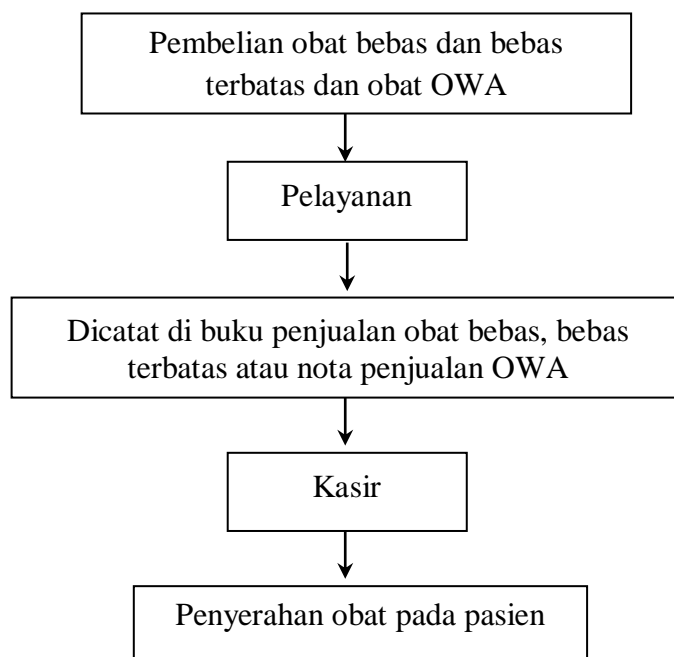 Pembelian obat bebas dan bebas
terbatas dan obat OWA
Pelayanan
Dicatat di buku penjualan obat bebas, bebas
terbatas atau nota penjualan OWA
Kasir
Penyerahan obat pada pasien